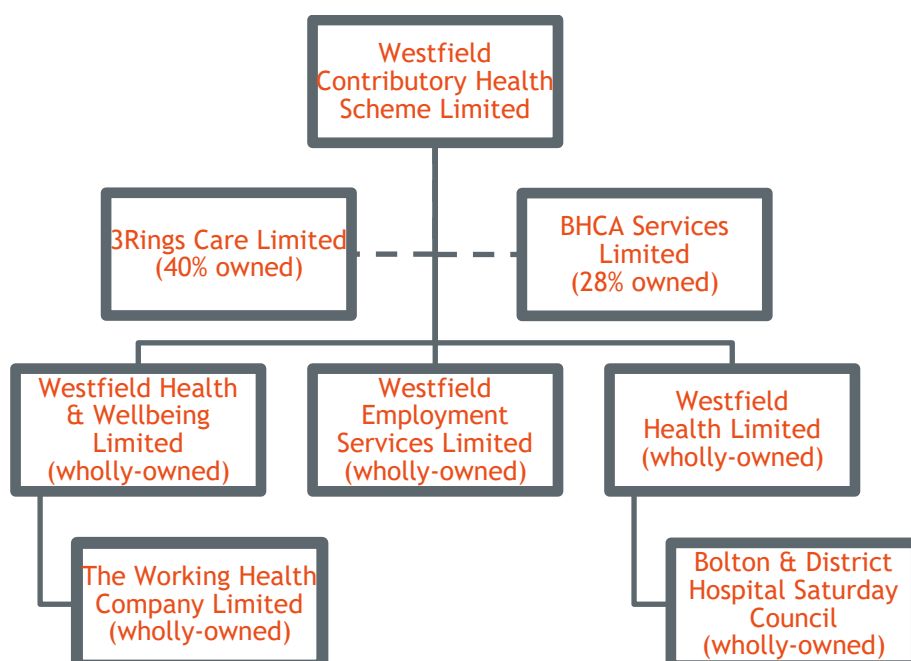 Westfield
Contributory Health
Scheme Limited
3Rings Care Limited
(40% owned)
BHCA Services
Limited
(28% owned)
Westfield Health
& Wellbeing
Limited
(wholly-owned)
Westfield
Employment
Services Limited
(wholly-owned)
Westfield
Health Limited
(wholly-owned)
The Working Health
Company Limited
(wholly-owned)
Bolton & District
Hospital Saturday
Council
(wholly-owned)